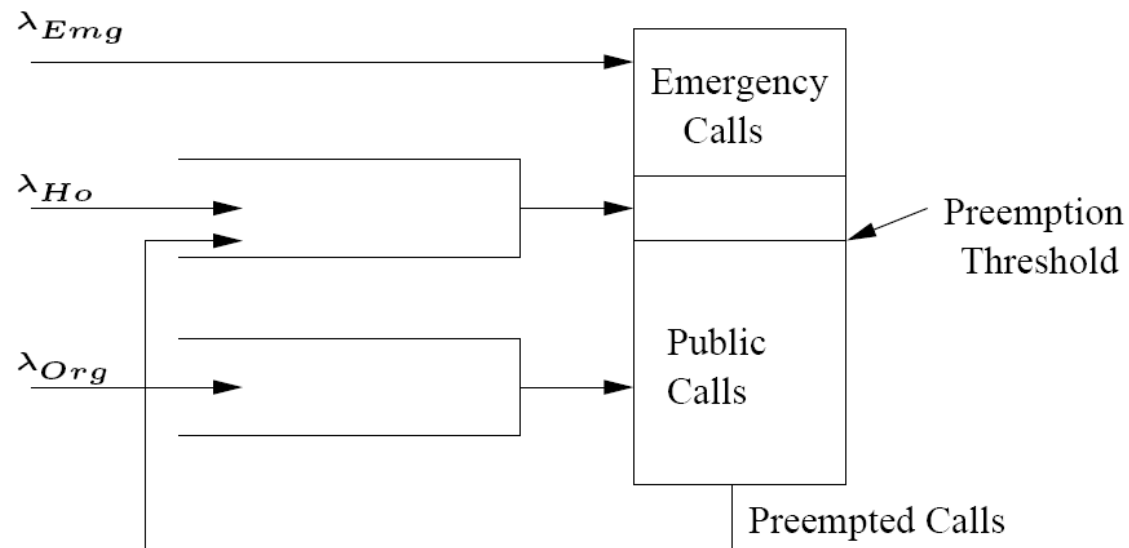 λEmg
Emergency
Calls
λHo
Preemption
Threshold
λOrg
Public
Calls
Preempted Calls